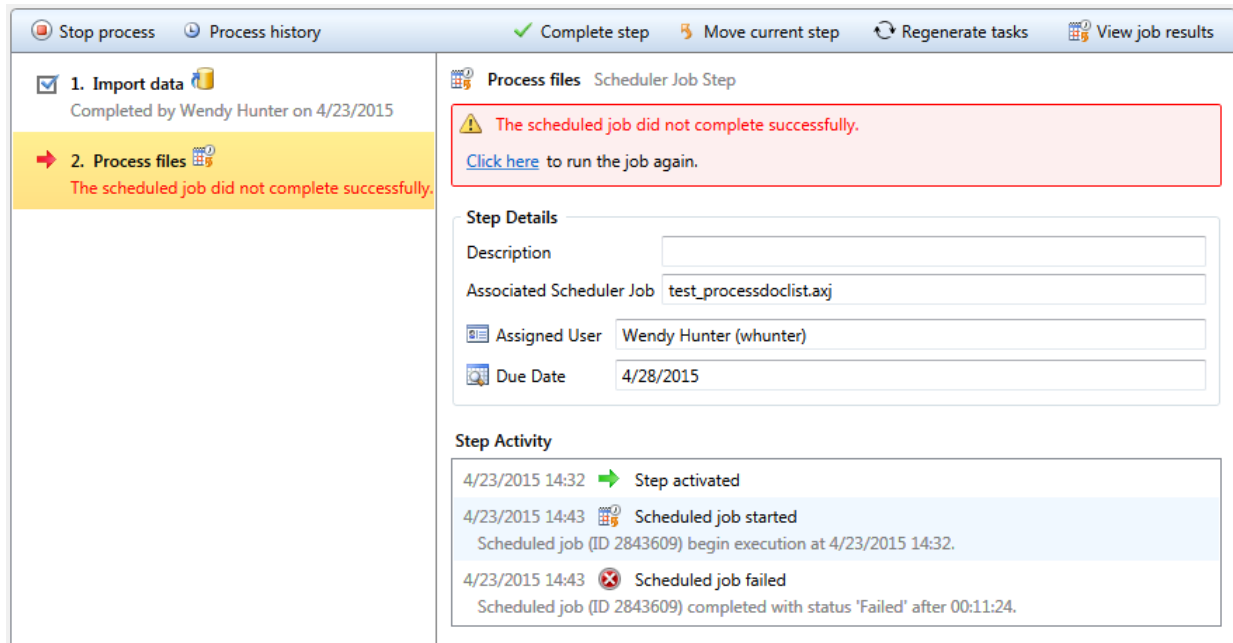 Stop process Process history Complete step Move current step Regenerate tasks View job results
1. Import data
Completed by Wendy Hunter on 4/23/2015
2. Process files
The scheduled job did not complete successfully.
Process files Scheduler Job Step
The scheduled job did not complete successfully.
Click here to run the job again.
Step Details
Description
Associated Scheduler Job test_processdoclist.axj
Assigned User Wendy Hunter (whunter)
Due Date 4/28/2015
Step Activity
4/23/2015 14:32 Step activated
4/23/2015 14:43 Scheduled job started
Scheduled job (ID 2843609) begin execution at 4/23/2015 14:32.
4/23/2015 14:43 Scheduled job failed
Scheduled job (ID 2843609) completed with status 'Failed' after 00:11:24.